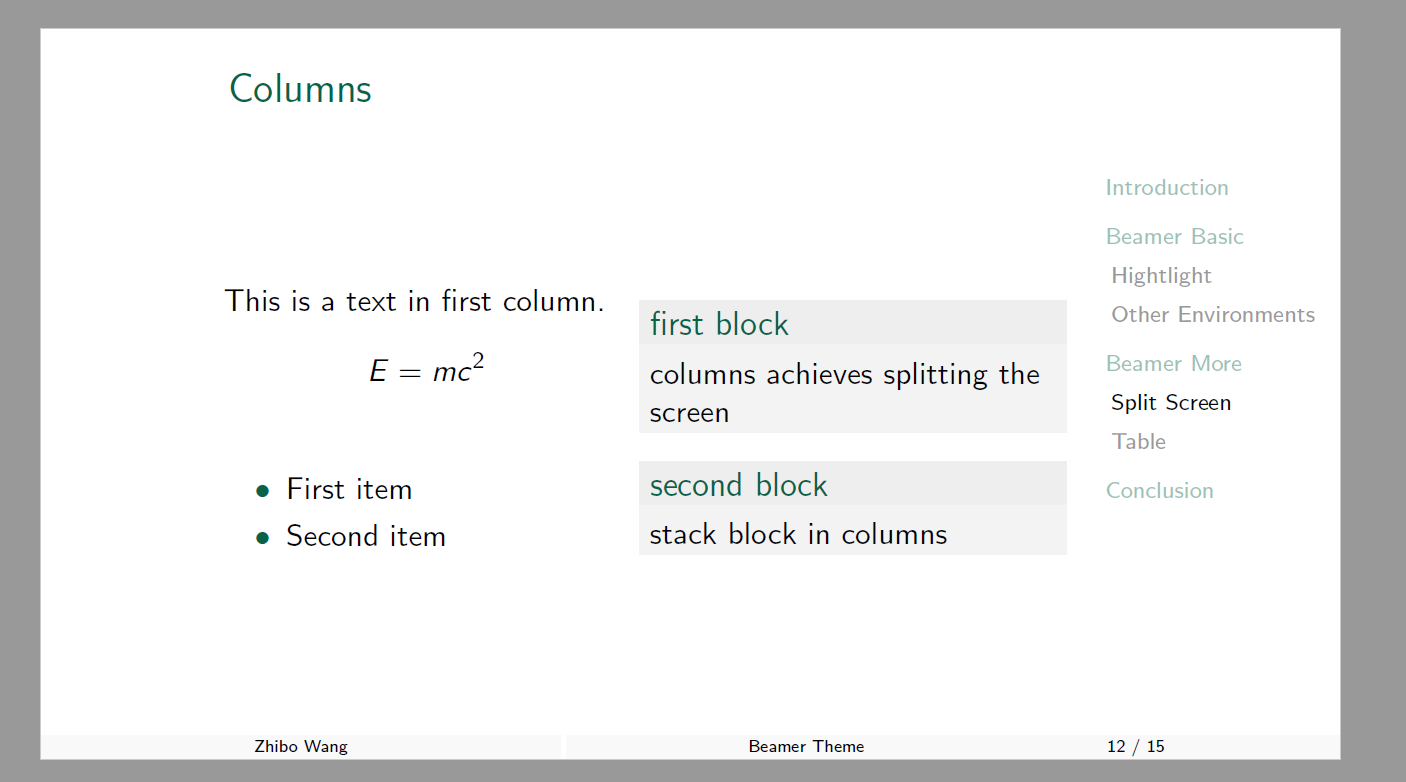 Columns
This is a text in first column.
E = mc²
• First item
• Second item
first block
columns achieves splitting the
screen
second block
stack block in columns
Introduction
Beamer Basic
Hightlight
Other Environments
Beamer More
Split Screen
Table
Conclusion
Zhibo Wang
Beamer Theme
12 / 15